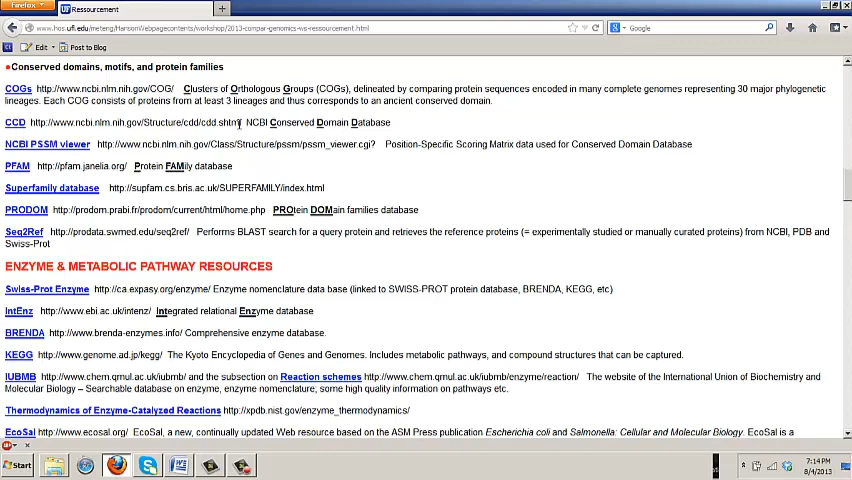 Firefox
Ressourcement
www.hos.ufl.edu/meteng/HansonWebpagecontents/workshop/2013-compar-genomics-ws-ressourcement.html
Google
Edit
Post to Blog
Conserved domains, motifs, and protein families
COGs http://www.ncbi.nlm.nih.gov/COG/ Clusters of Orthologous Groups (COGs), delineated by comparing protein sequences encoded in many complete genomes representing 30 major phylogenetic
lineages. Each COG consists of proteins from at least 3 lineages and thus corresponds to an ancient conserved domain.
CCD http://www.ncbi.nlm.nih.gov/Structure/cdd/cdd.shtml NCBI Conserved Domain Database
NCBI PSSM viewer http://www.ncbi.nlm.nih.gov/Class/Structure/pssm/pssm_viewer.cgi? Position-Specific Scoring Matrix data used for Conserved Domain Database
PFAM http://pfam.janelia.org/ Protein FAMily database
Superfamily database http://supfam.cs.bris.ac.uk/SUPERFAMILY/index.html
PRODOM http://prodom.prabi.fr/prodom/current/html/home.php PROtein DOMain families database
Seq2Ref http://prodata.swmed.edu/seq2ref/ Performs BLAST search for a query protein and retrieves the reference proteins (= experimentally studied or manually curated proteins) from NCBI, PDB and
Swiss-Prot
ENZYME & METABOLIC PATHWAY RESOURCES
Swiss-Prot Enzyme http://ca.expasy.org/enzyme/ Enzyme nomenclature data base (linked to SWISS-PROT protein database, BRENDA, KEGG, etc)
IntEnz http://www.ebi.ac.uk/intenz/ Integrated relational Enzyme database
BRENDA http://www.brenda-enzymes.info/ Comprehensive enzyme database.
KEGG http://www.genome.ad.jp/kegg/ The Kyoto Encyclopedia of Genes and Genomes. Includes metabolic pathways, and compound structures that can be captured.
IUBMB http://www.chem.qmul.ac.uk/iubmb/ and the subsection on Reaction schemes http://www.chem.qmul.ac.uk/iubmb/enzyme/reaction/ The website of the International Union of Biochemistry and
Molecular Biology – Searchable database on enzyme, enzyme nomenclature, some high quality information on pathways etc.
Thermodynamics of Enzyme-Catalyzed Reactions http://xpdb.nist.gov/enzyme_thermodynamics/
EcoSal http://www.ecosal.org/ EcoSal, a new, continually updated Web resource based on the ASM Press publication Escherichia coli and Salmonella: Cellular and Molecular Biology. EcoSal is a
Start
7:14 PM
8/4/2013